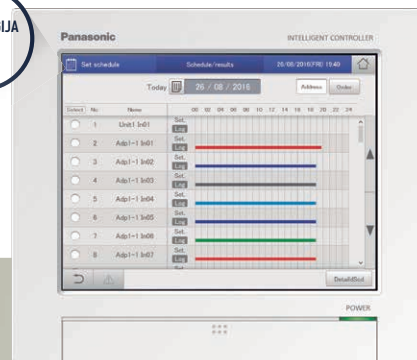 GIJA
Panasonic
INTELLIGENT CONTROLLER
Set schedule Schedule/results 26/08/2016(FRI) 19:40
Today 26 / 08 / 2016 Address Order
Select No. Name 00 02 04 06 08 10 12 14 16 18 20 22 24
1 Unit1 In01 Set. Log
2 Adp1-1 In01 Set. Log
3 Adp1-1 In02 Set. Log
4 Adp1-1 In03 Set. Log
5 Adp1-1 In04 Set. Log
6 Adp1-1 In05 Set. Log
7 Adp1-1 In06 Set. Log
8 Adp1-1 In07 Set. Log
POWER